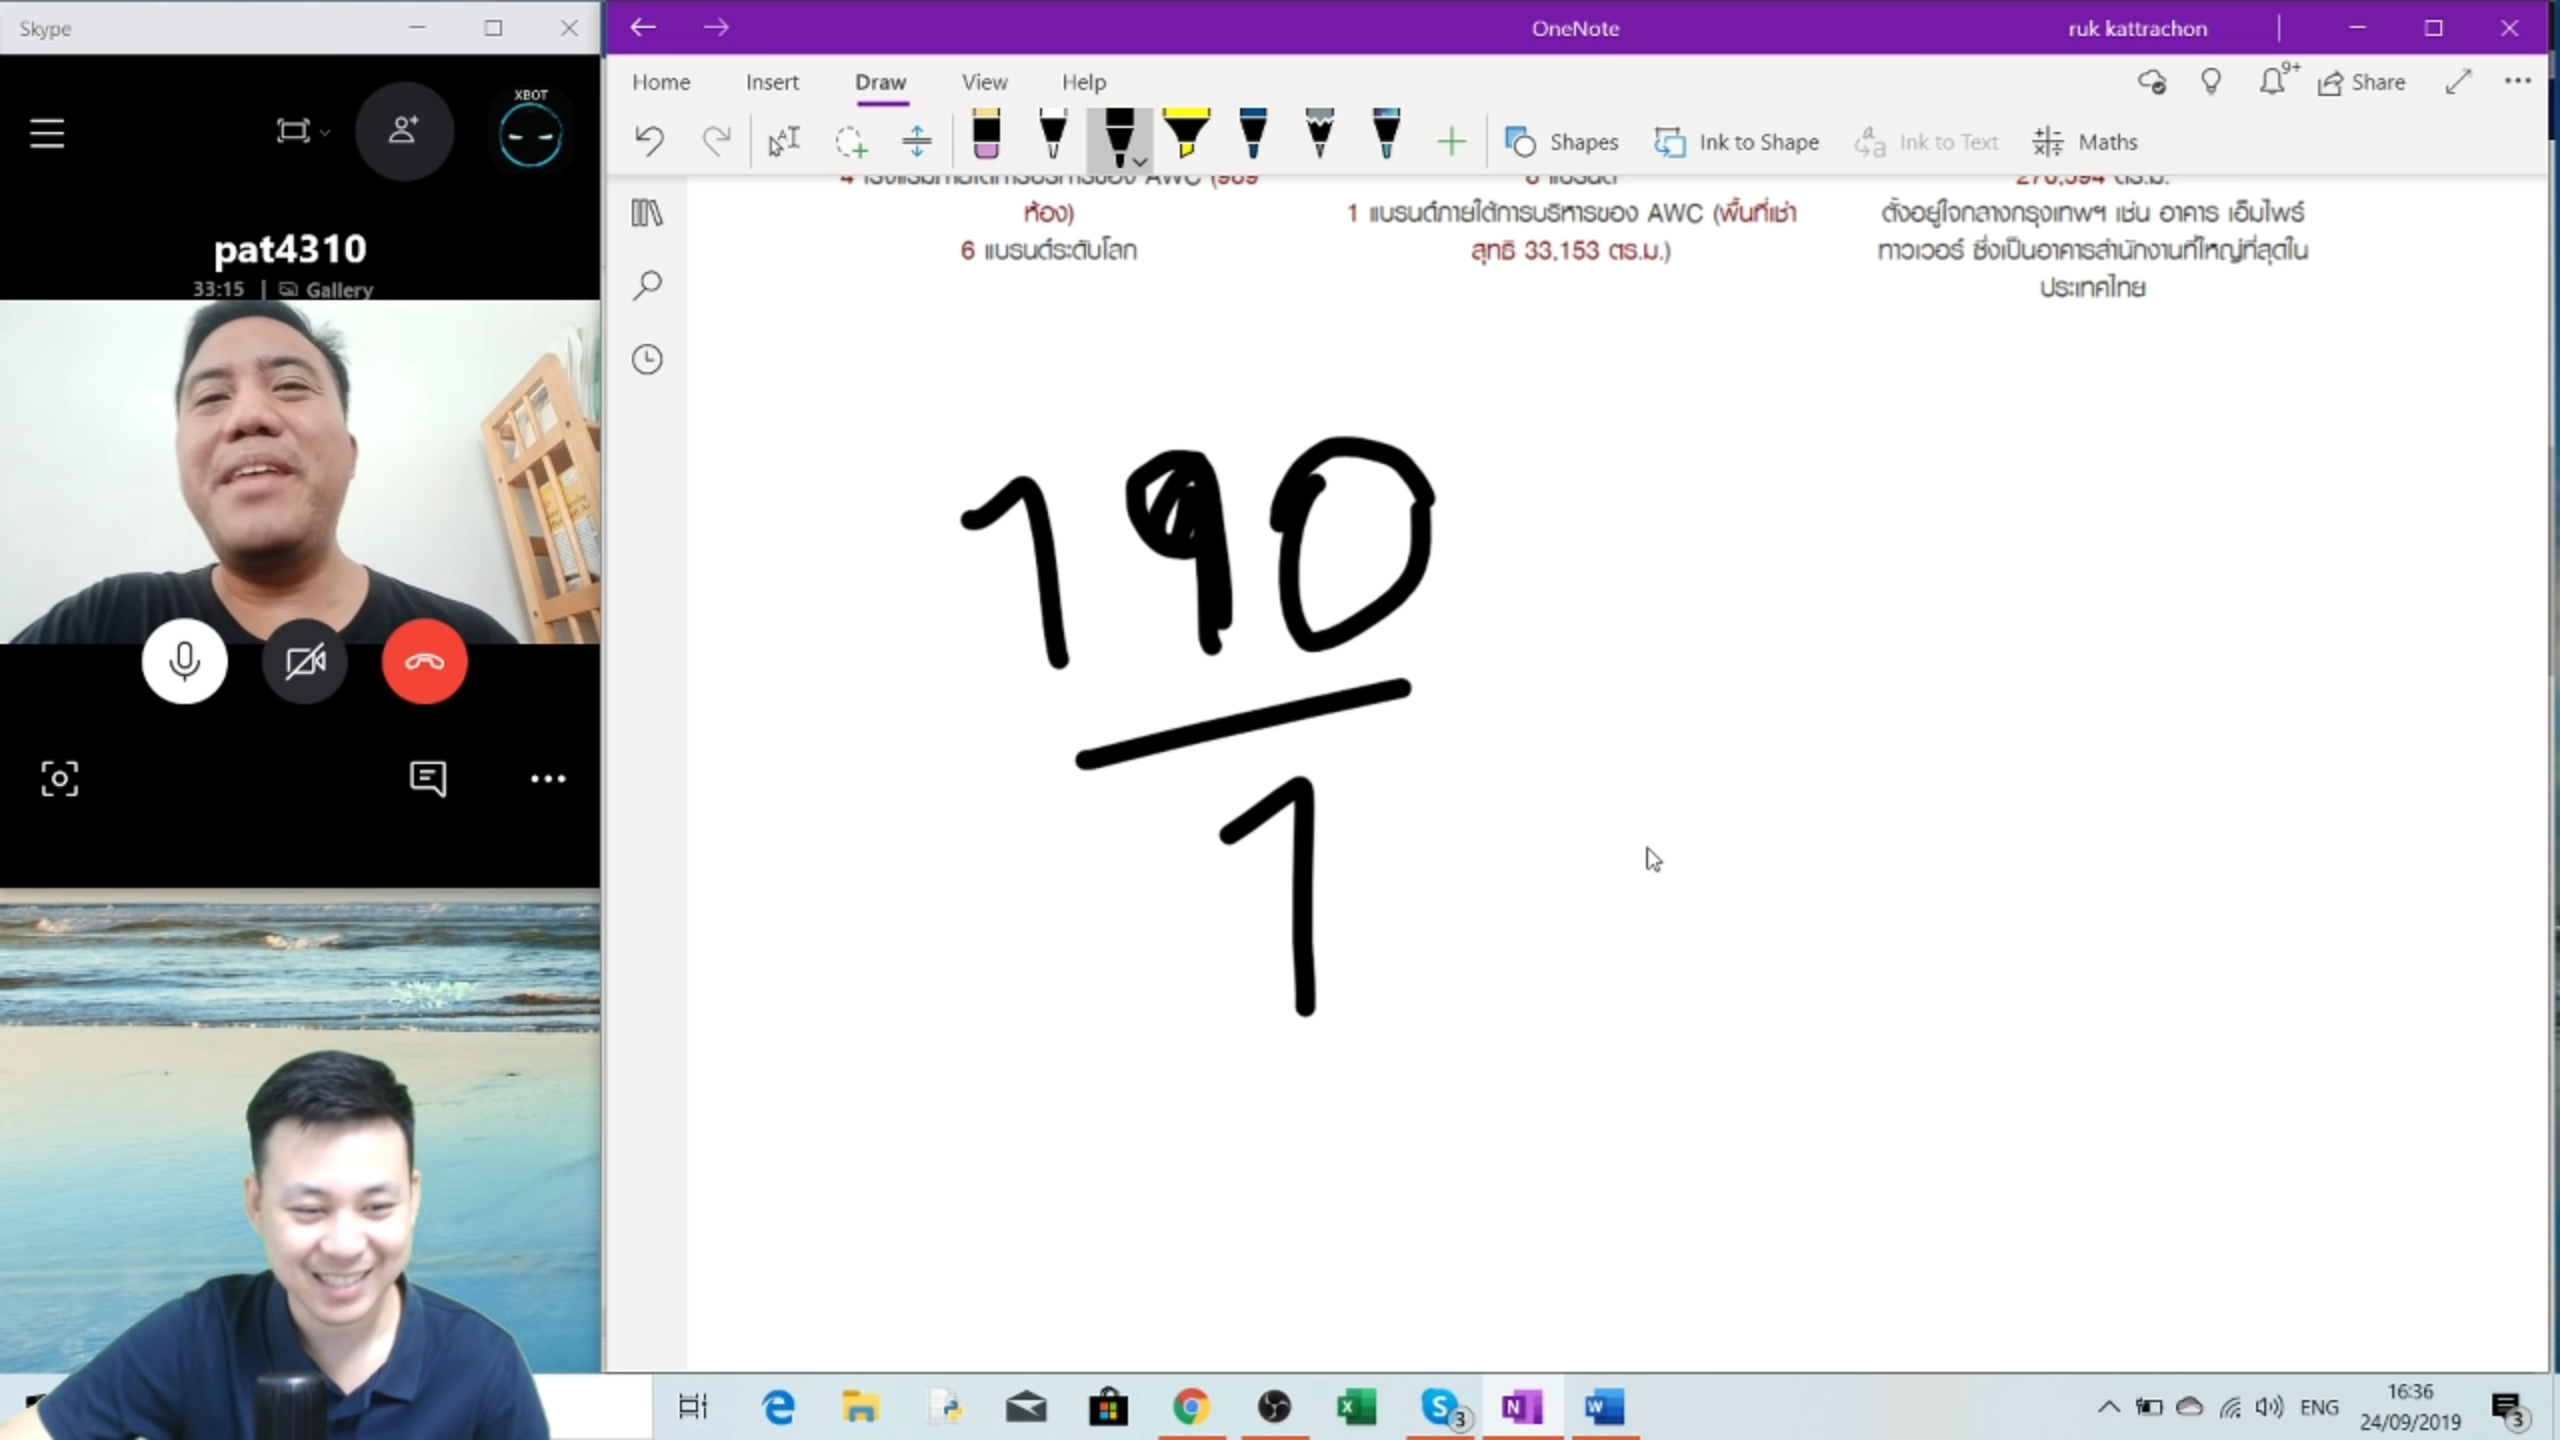 Skype
XBOT
pat4310
33:15 | Gallery
OneNote
ruk kattrachon
Home Insert Draw View Help
9+
Share
Shapes
Ink to Shape
Ink to Text
Maths
ห้อง)
6 แบรนด์ระดับโลก
1 แบรนด์ภายใต้การบริหารของ AWC (พื้นที่เช่า
สุทธิ 33,153 ตร.ม.)
ตั้งอยู่ใจกลางกรุงเทพฯ เช่น อาคาร เอ็มไพร์
ทาวเวอร์ ซึ่งเป็นอาคารสำนักงานที่ใหญ่ที่สุดใน
ประเทศไทย
190
1
3
ENG
16:36
24/09/2019
3